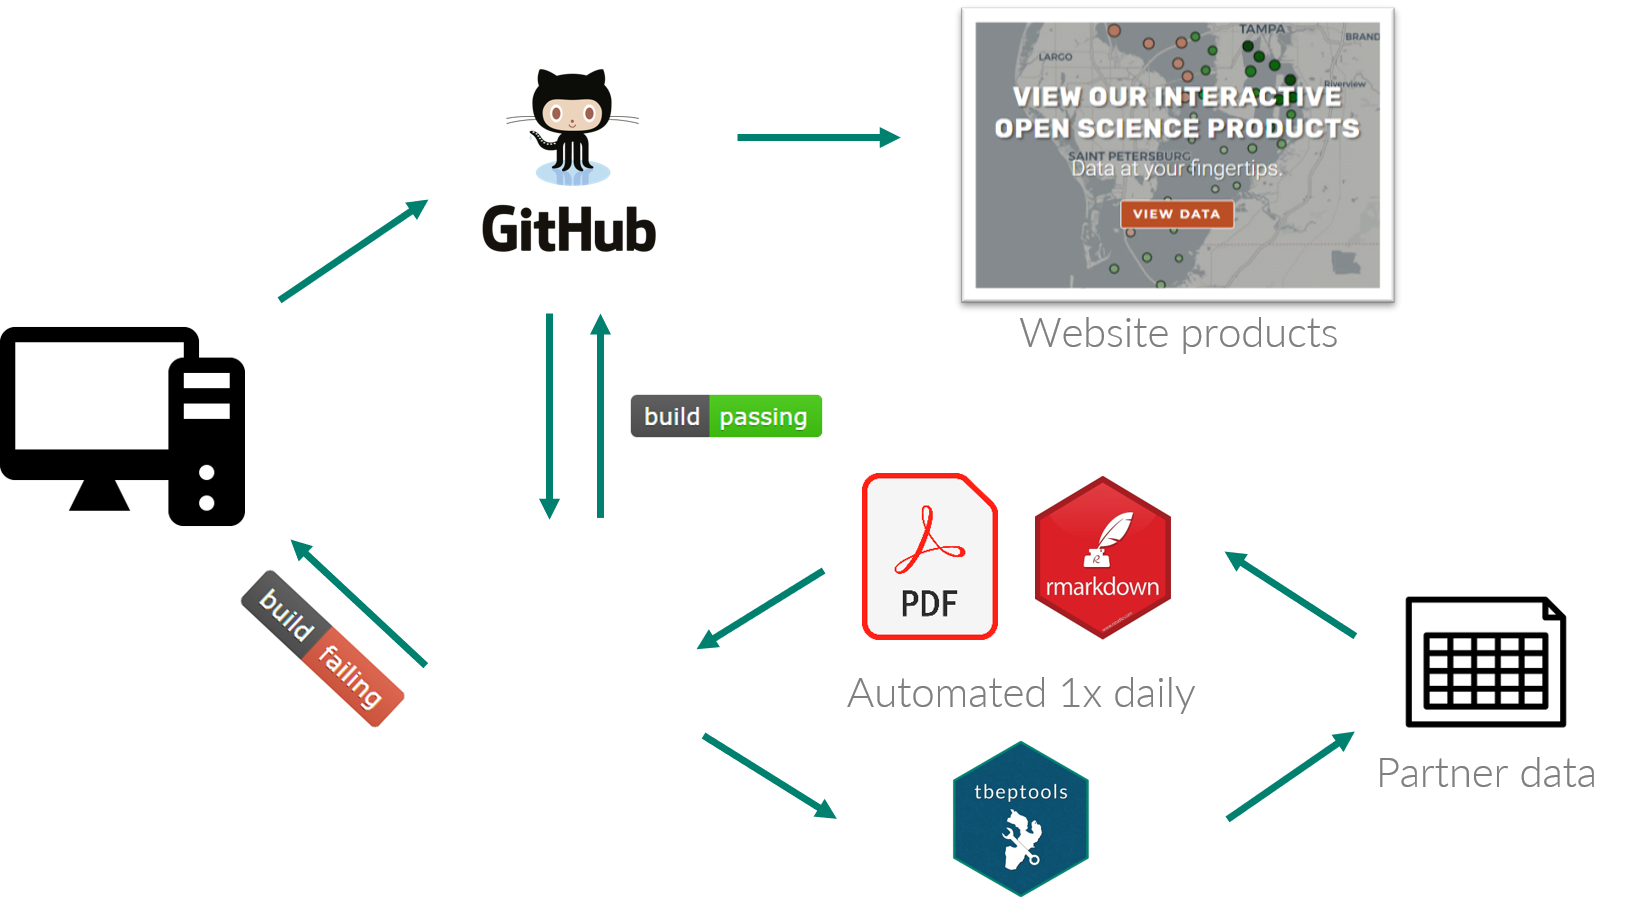 GitHub
LARGO
TAMPA
BRAND
Riverview
VIEW OUR INTERACTIVE
OPEN SCIENCE PRODUCTS
SAINT PETERSBURG
Data at your fingertips.
VIEW DATA
Website products
build passing
build failing
PDF
rmarkdown
Automated 1x daily
tbeptools
Partner data